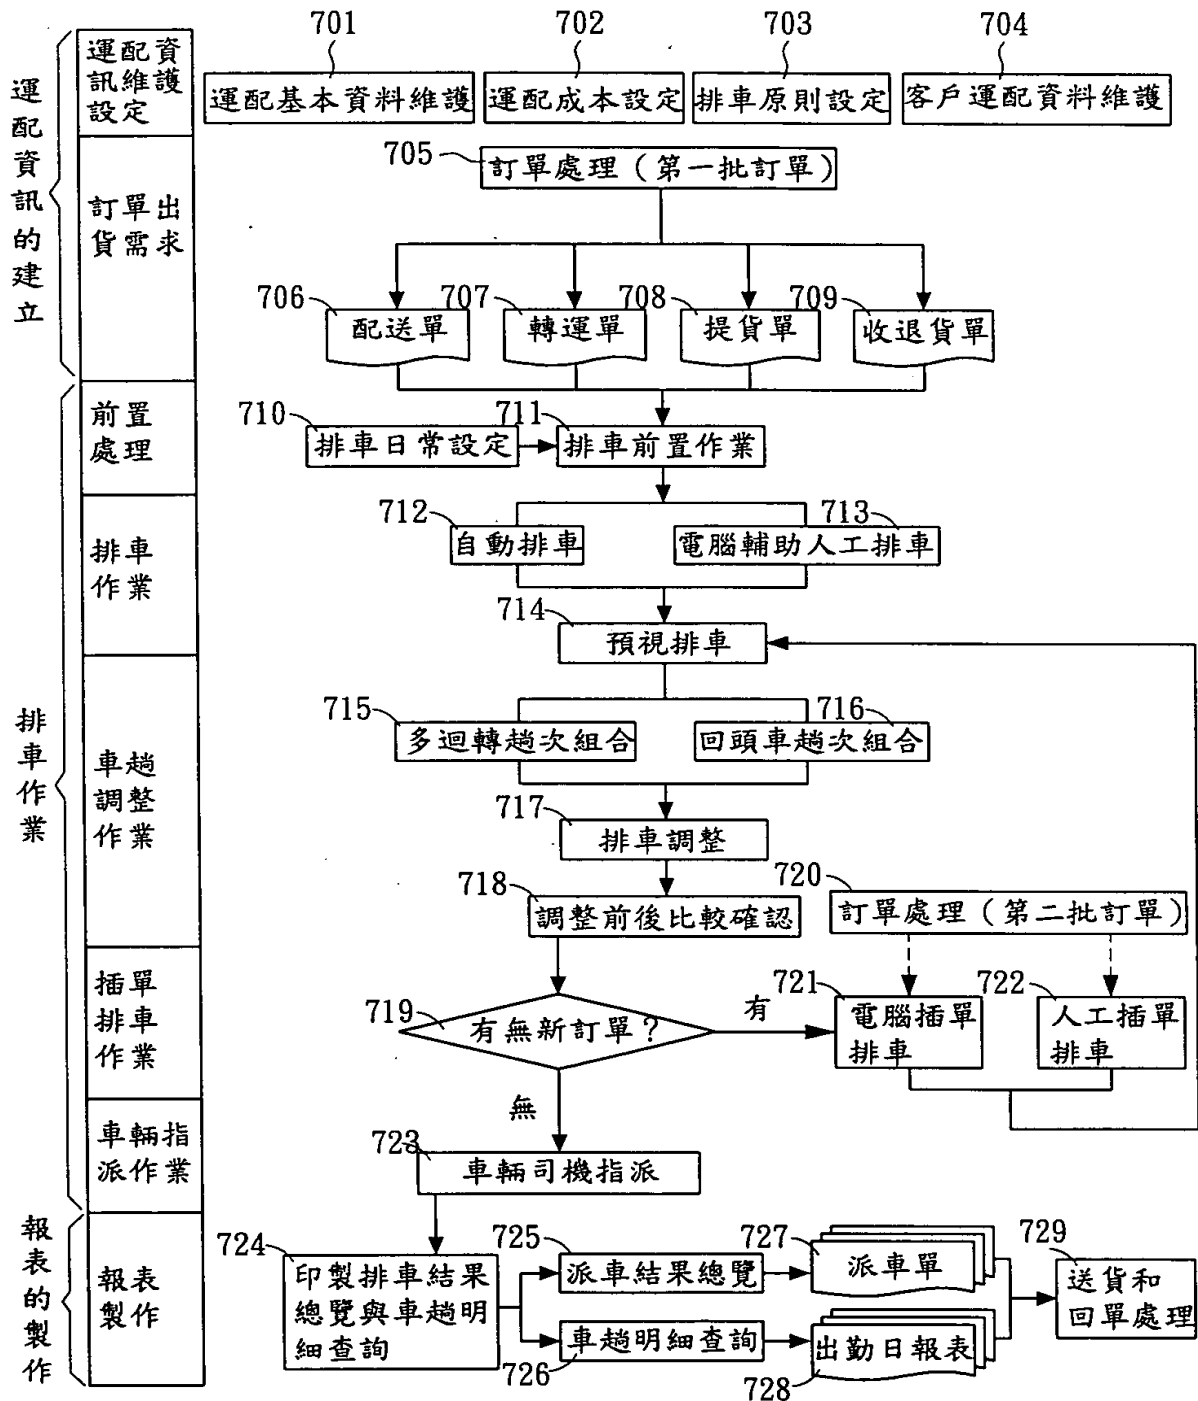 運配資訊的建立
排車作業
報表的製作
運配資
訊維護
設定
訂單出
貨需求
前置
處理
排車
作業
車趟
調整
作業
插單
排車
作業
車輛指
派作業
報表
製作
701
702
703
704
運配基本資料維護
運配成本設定
排車原則設定
客戶運配資料維護
705
訂單處理(第一批訂單)
706
707
708
709
配送單
轉運單
提貨單
收退貨單
710
711
排車日常設定
排車前置作業
712
713
自動排車
電腦輔助人工排車
714
預視排車
715
716
多迴轉趟次組合
回頭車趟次組合
717
排車調整
718
調整前後比較確認
720
訂單處理(第二批訂單)
719
有無新訂單?
有
無
721
電腦插單
排車
722
人工插單
排車
723
車輛司機指派
724
印製排車結果
總覽與車趟明
細查詢
725
派車結果總覽
726
車趟明細查詢
727
派車單
728
出勤日報表
729
送貨和
回單處理